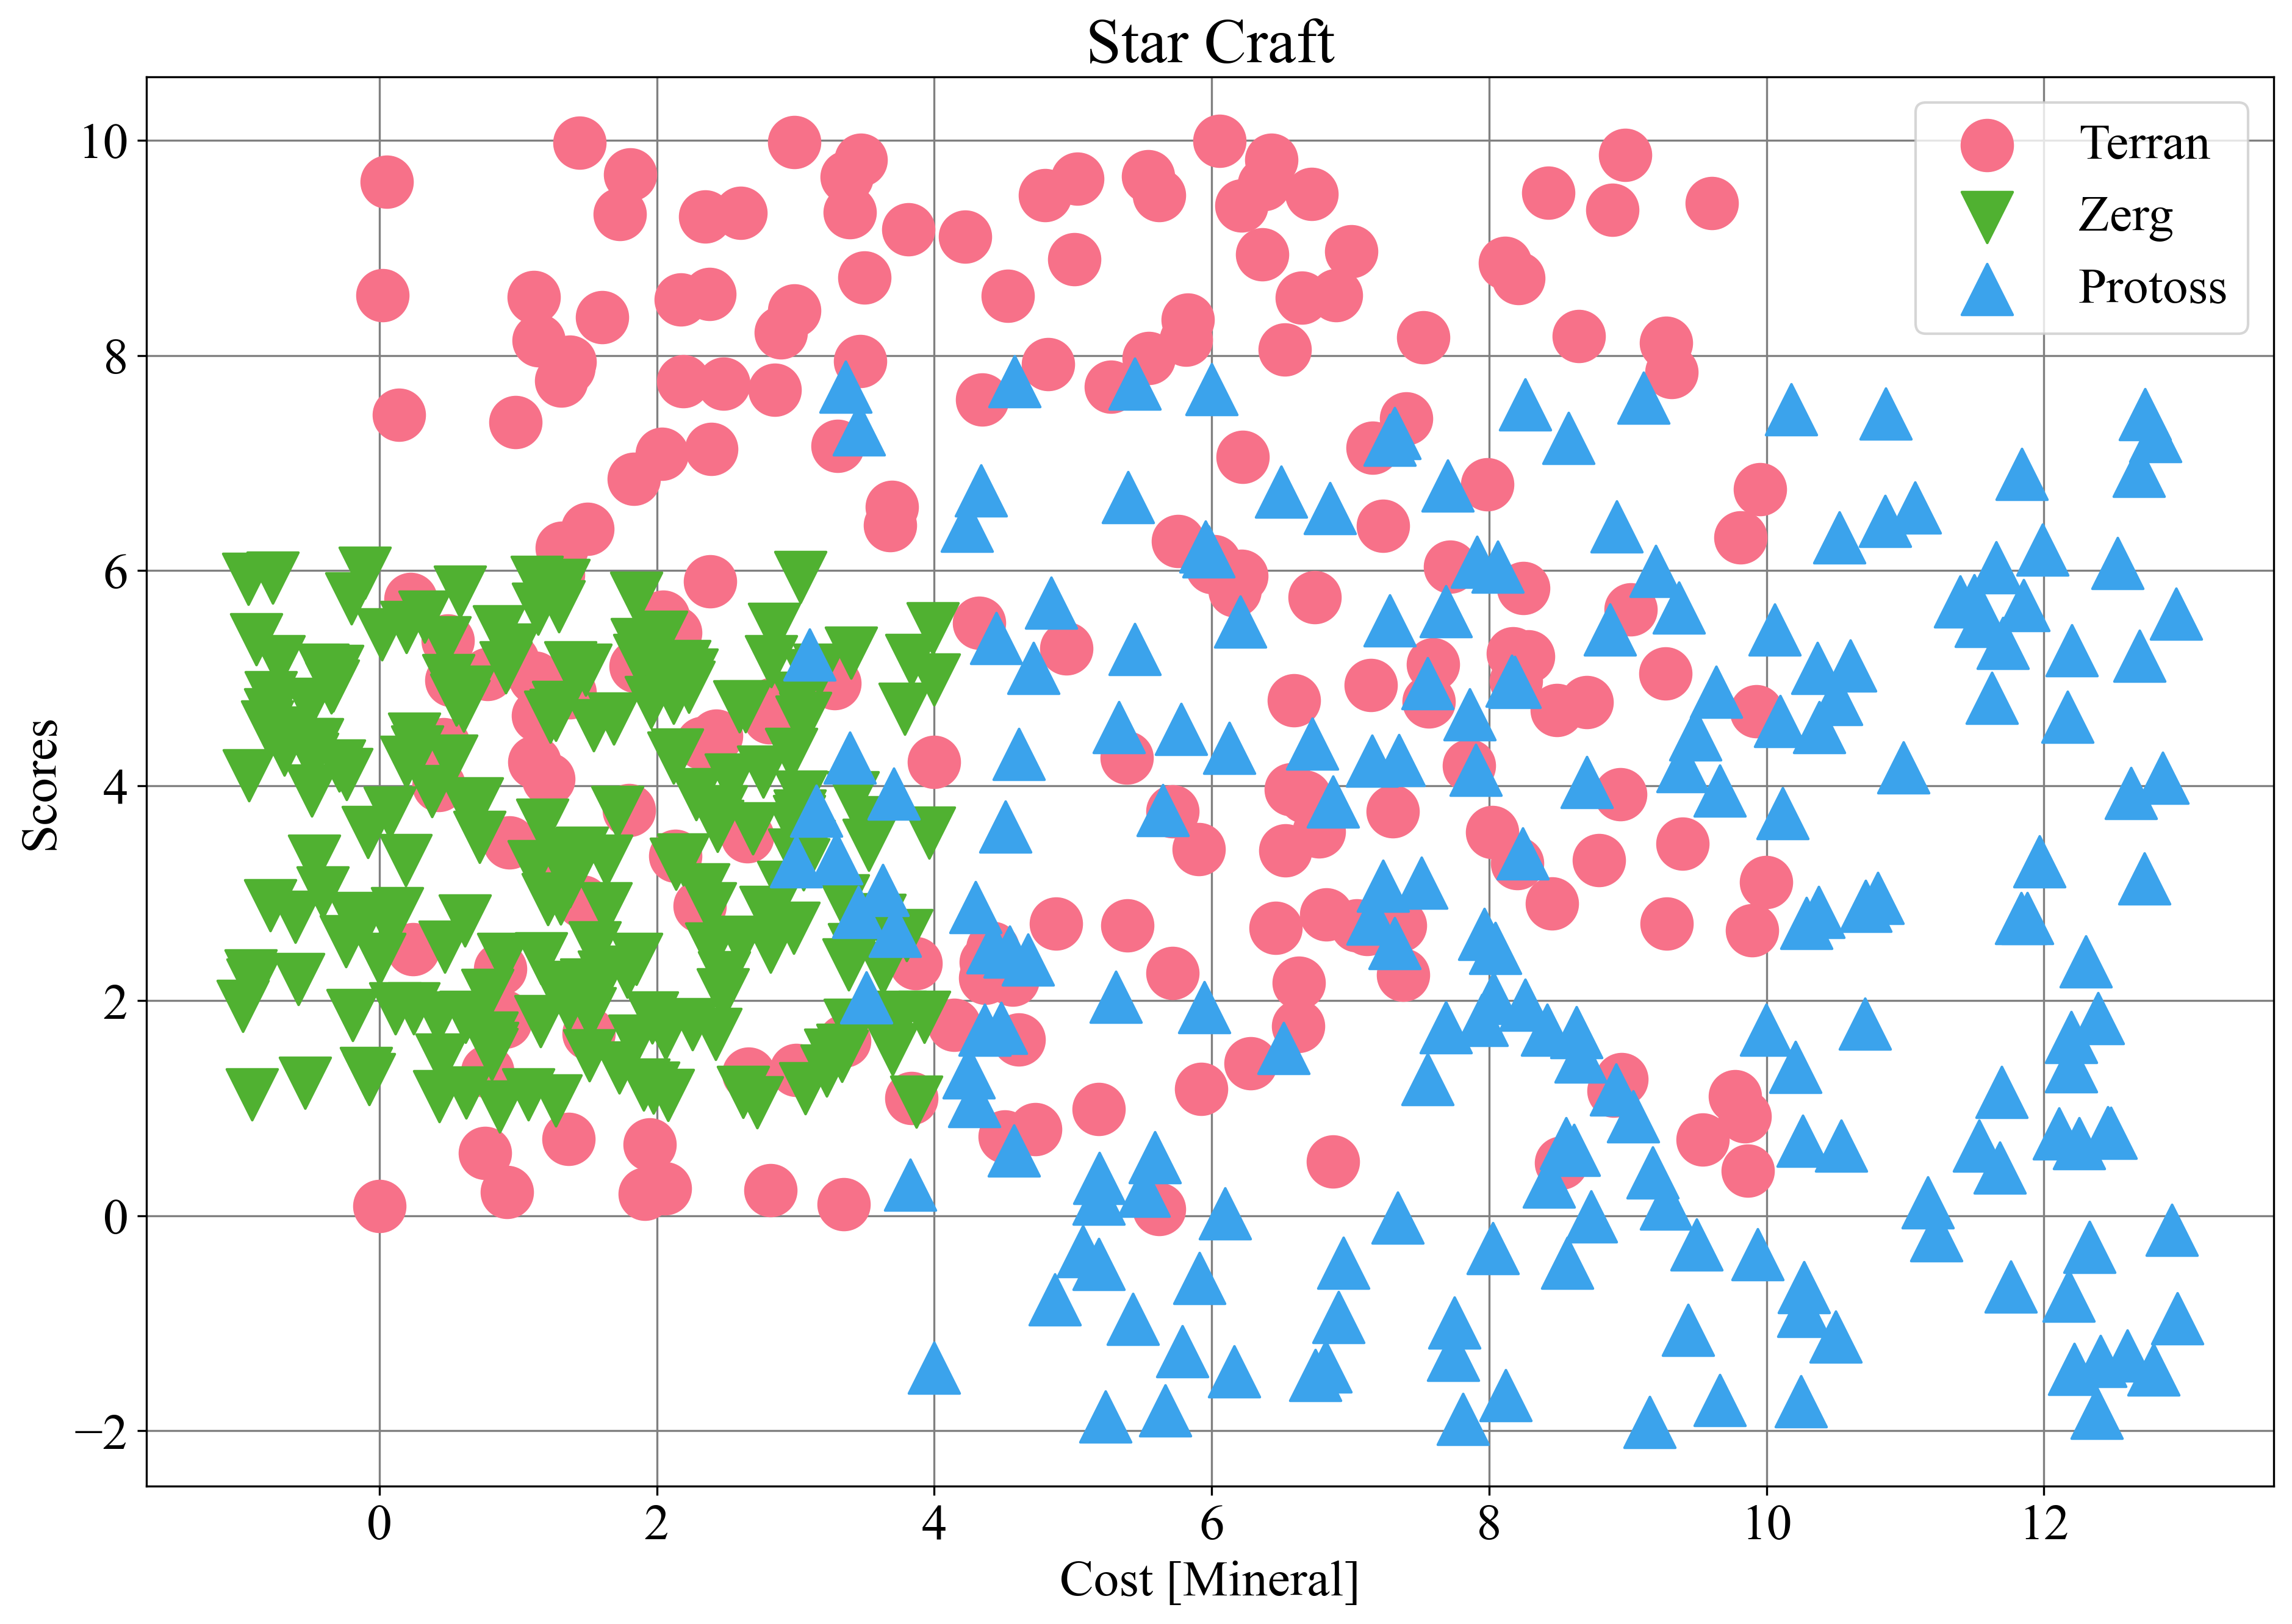 Star Craft
Terran
Zerg
Protoss
10
8
6
4
2
0
−2
Scores
0 2 4 6 8 10 12
Cost [Mineral]